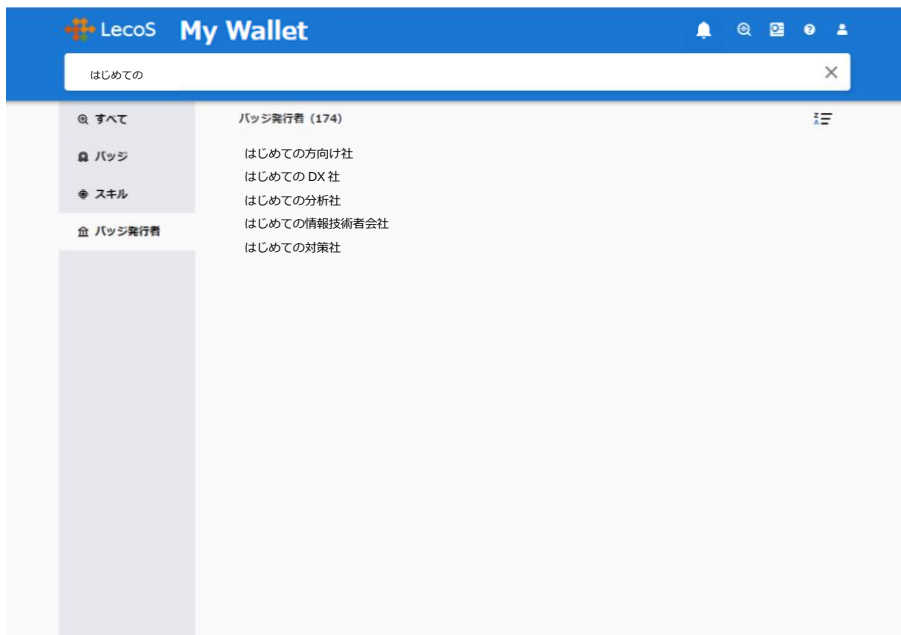 LecoS My Wallet
はじめての
すべて
バッジ
スキル
バッジ発行者
バッジ発行者 (174)
はじめての方向け社
はじめての DX 社
はじめての分析社
はじめての情報技術者会社
はじめての対策社